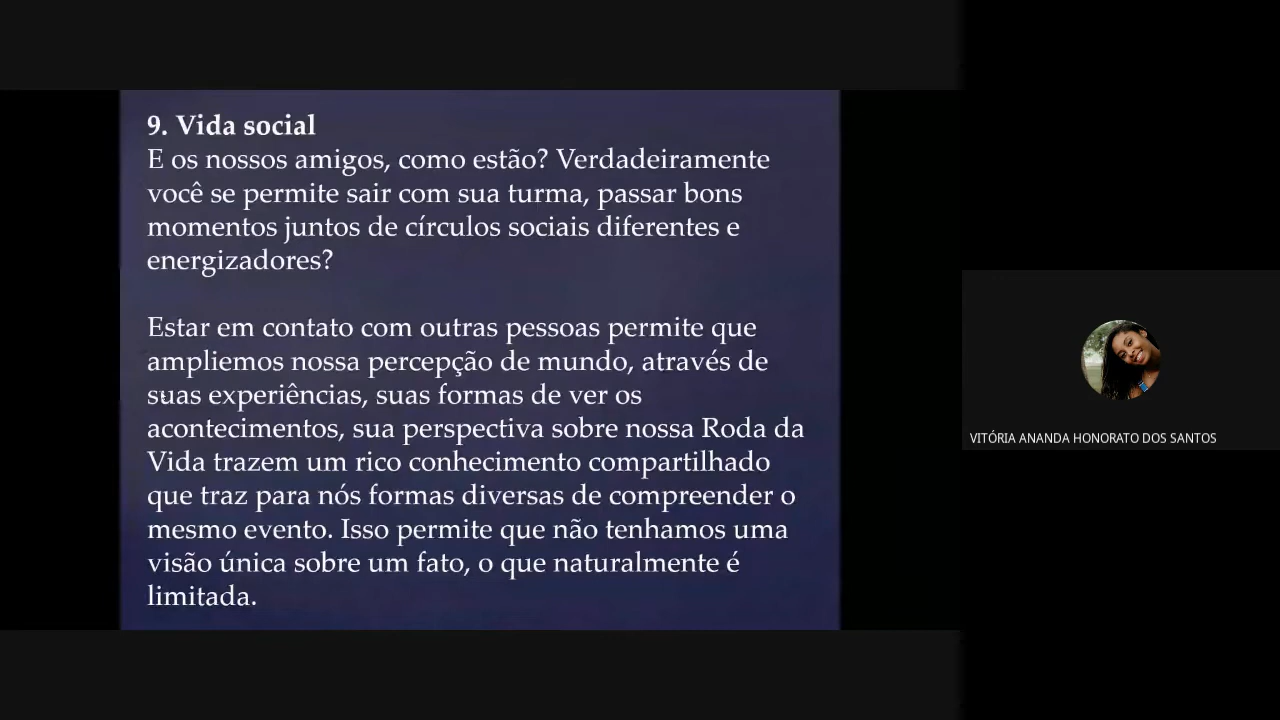 9. Vida social
E os nossos amigos, como estão? Verdadeiramente
você se permite sair com sua turma, passar bons
momentos juntos de círculos sociais diferentes e
energizadores?
Estar em contato com outras pessoas permite que
ampliemos nossa percepção de mundo, através de
suas experiências, suas formas de ver os
acontecimentos, sua perspectiva sobre nossa Roda da
Vida trazem um rico conhecimento compartilhado
que traz para nós formas diversas de compreender o
mesmo evento. Isso permite que não tenhamos uma
visão única sobre um fato, o que naturalmente é
limitada.
VITÓRIA ANANDA HONORATO DOS SANTOS